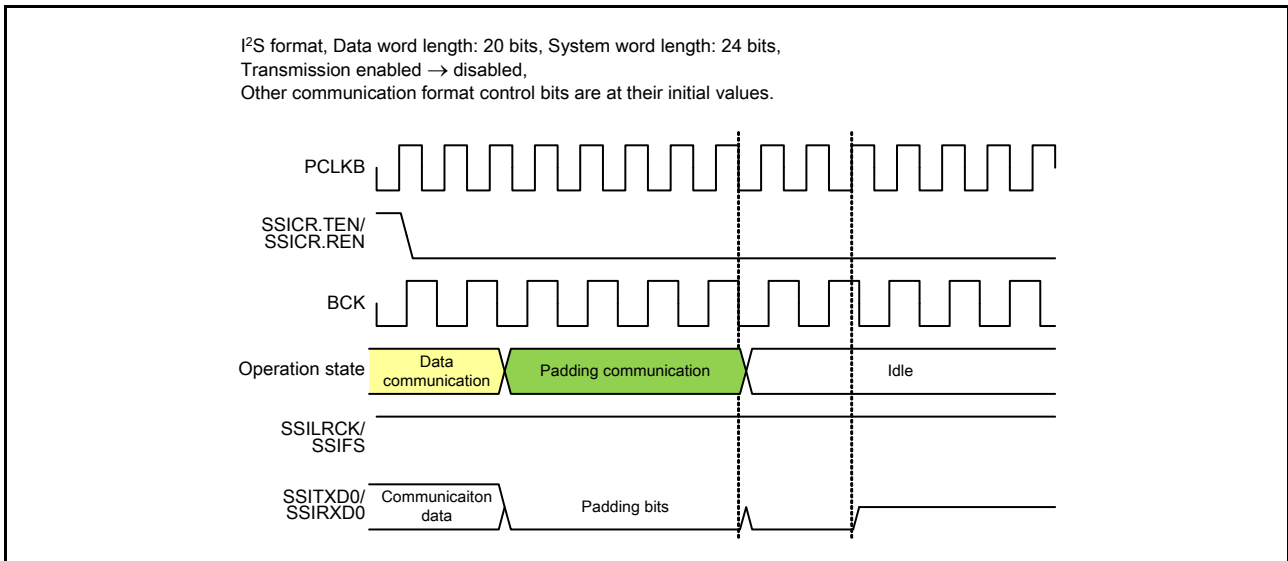 I²S format, Data word length: 20 bits, System word length: 24 bits,
Transmission enabled → disabled,
Other communication format control bits are at their initial values.
PCLKB
SSICR.TEN/
SSICR.REN
BCK
Operation state
Data
communication
Padding communication
Idle
SSILRCK/
SSIFS
SSITXD0/
SSIRXD0
Communicaiton
data
Padding bits